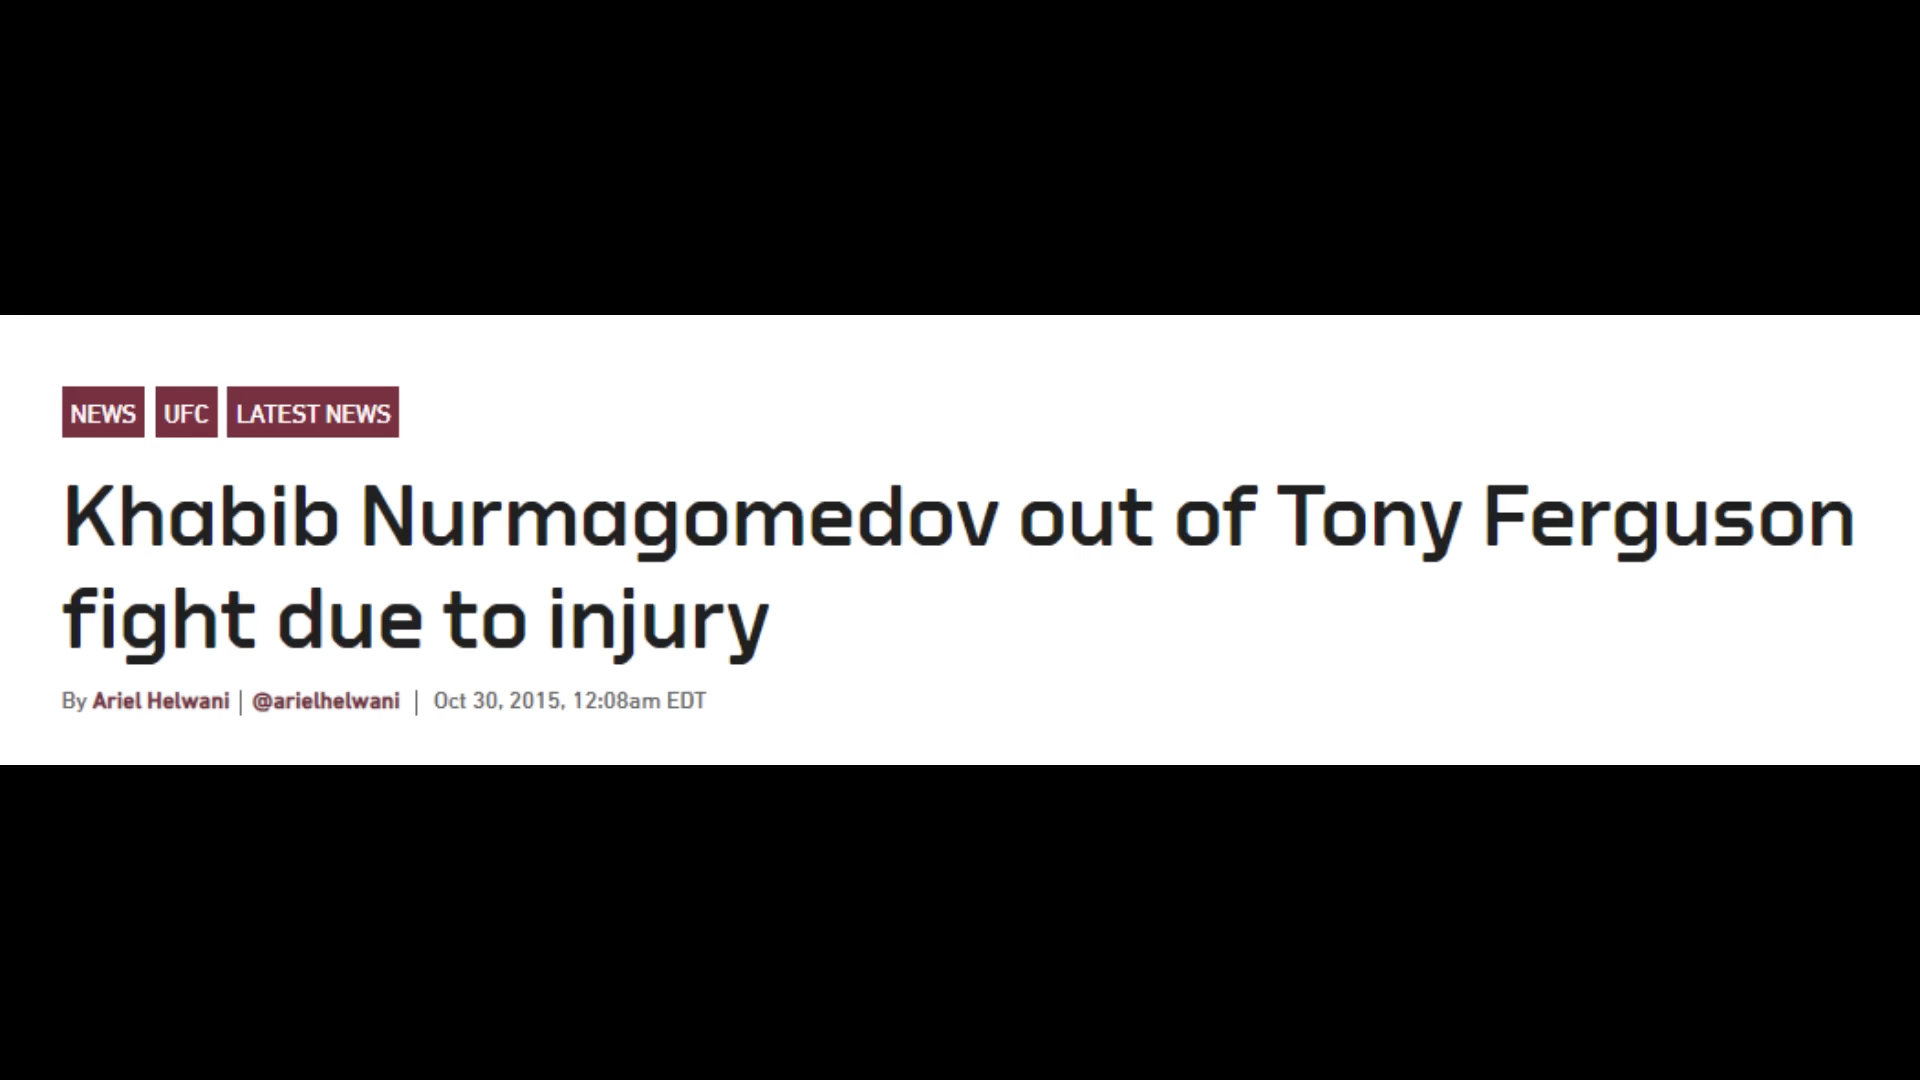 NEWS UFC LATEST NEWS
Khabib Nurmagomedov out of Tony Ferguson
fight due to injury
By Ariel Helwani | @arielhelwani | Oct 30, 2015, 12:08am EDT